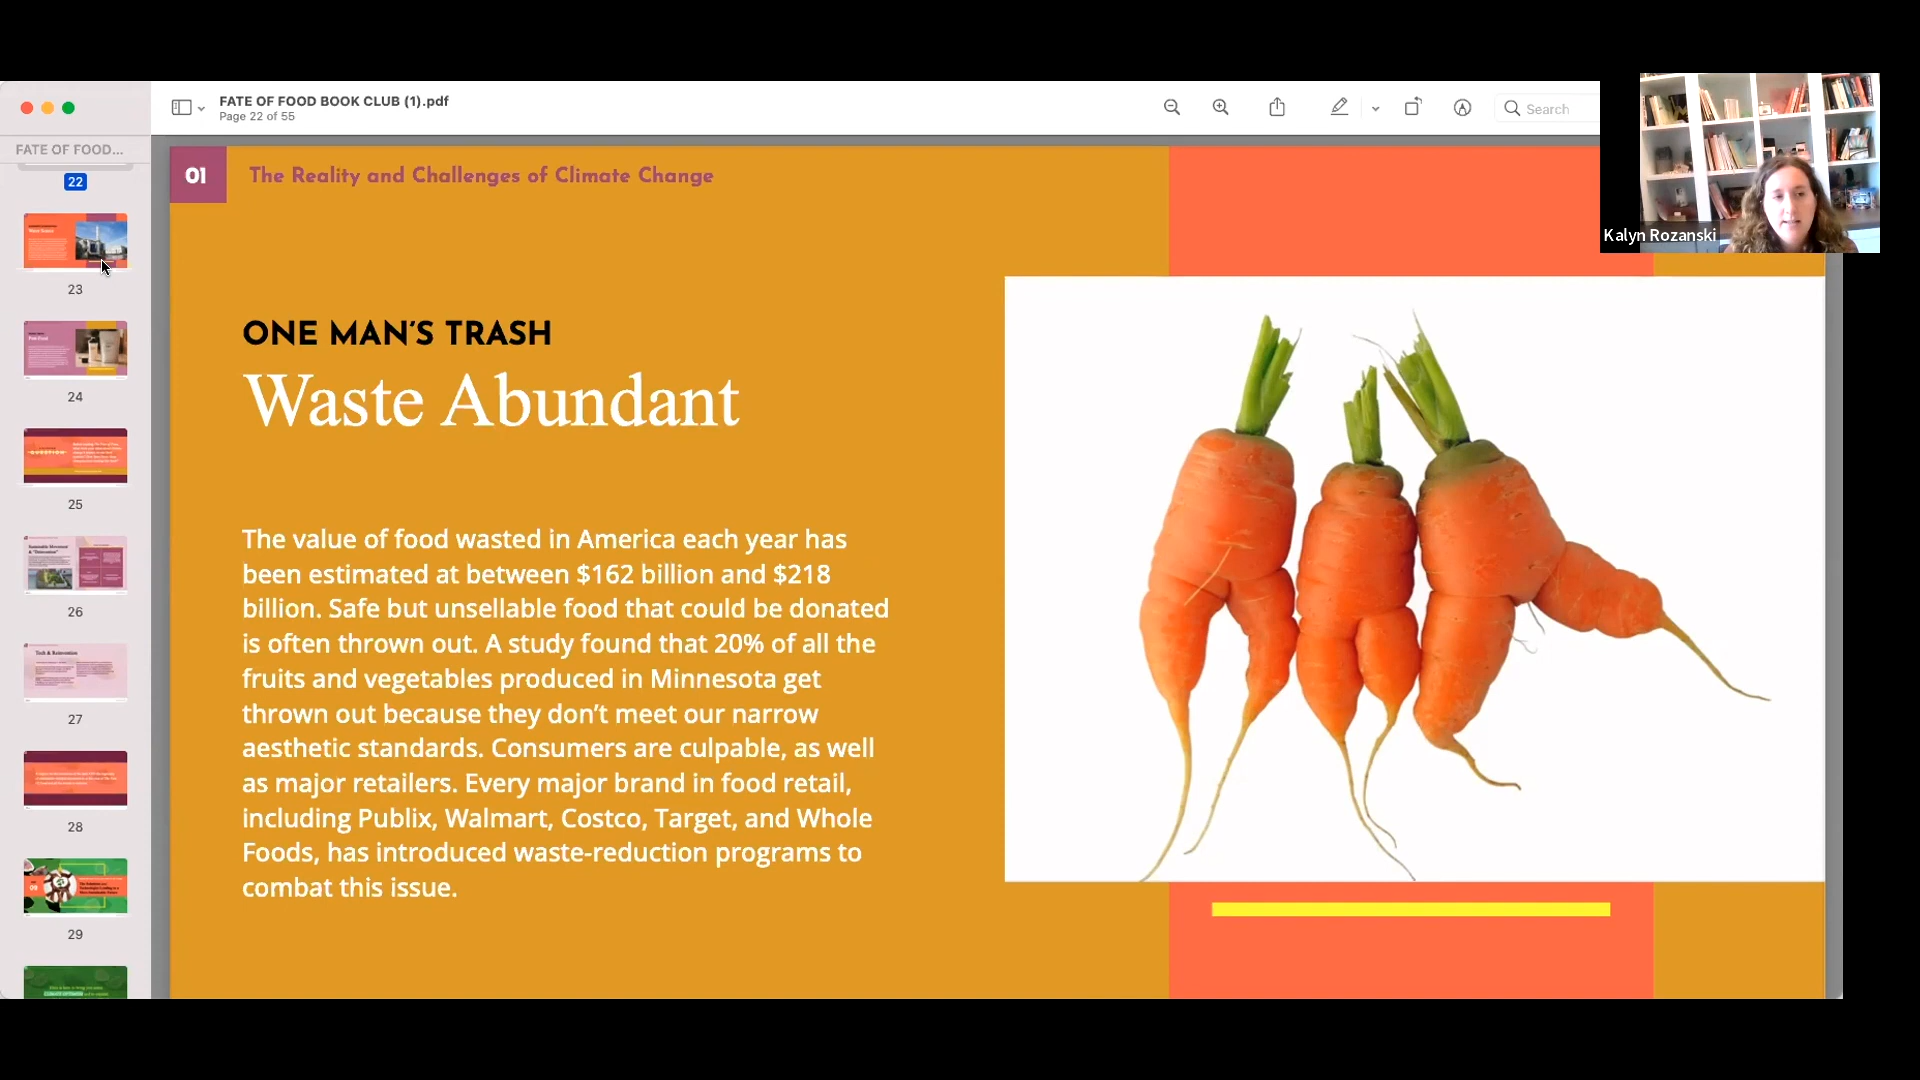 FATE OF FOOD BOOK CLUB (1).pdf
Page 22 of 55
Search
Kalyn Rozanski
FATE OF FOOD...
22
23
24
25
26
27
28
29
01
The Reality and Challenges of Climate Change
ONE MAN'S TRASH
Waste Abundant
The value of food wasted in America each year has
been estimated at between $162 billion and $218
billion. Safe but unsellable food that could be donated
is often thrown out. A study found that 20% of all the
fruits and vegetables produced in Minnesota get
thrown out because they don't meet our narrow
aesthetic standards. Consumers are culpable, as well
as major retailers. Every major brand in food retail,
including Publix, Walmart, Costco, Target, and Whole
Foods, has introduced waste-reduction programs to
combat this issue.